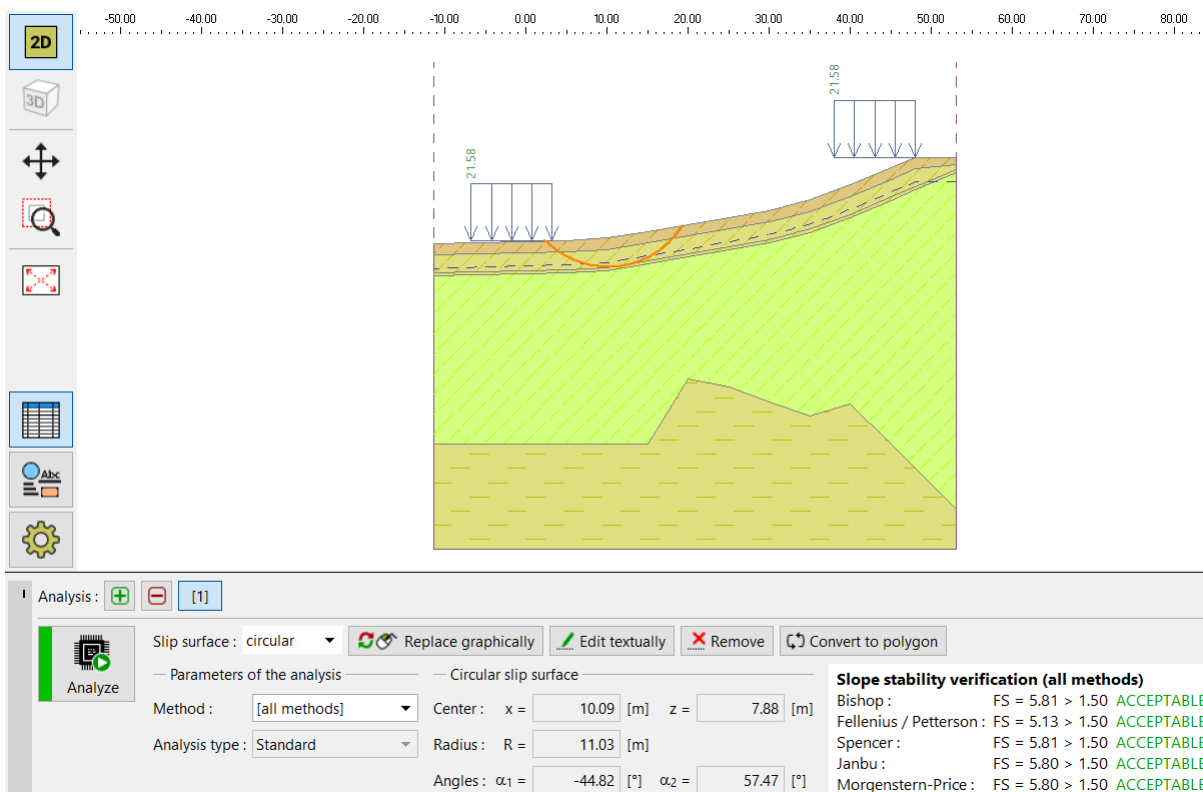 -50.00 -40.00 -30.00 -20.00 -10.00 0.00 10.00 20.00 30.00 40.00 50.00 60.00 70.00 80.00
2D
3D
21.58
21.58
Abc
Analysis : [1]
Analyze
Slip surface : circular Replace graphically Edit textually Remove Convert to polygon
Parameters of the analysis
Method : [all methods]
Analysis type : Standard
Circular slip surface
Center : x = 10.09 [m] z = 7.88 [m]
Radius : R = 11.03 [m]
Angles : α1 = -44.82 [°] α2 = 57.47 [°]
Slope stability verification (all methods)
Bishop : FS = 5.81 > 1.50 ACCEPTABLE
Fellenius / Petterson : FS = 5.13 > 1.50 ACCEPTABLE
Spencer : FS = 5.81 > 1.50 ACCEPTABLE
Janbu : FS = 5.80 > 1.50 ACCEPTABLE
Morgenstern-Price : FS = 5.80 > 1.50 ACCEPTABLE